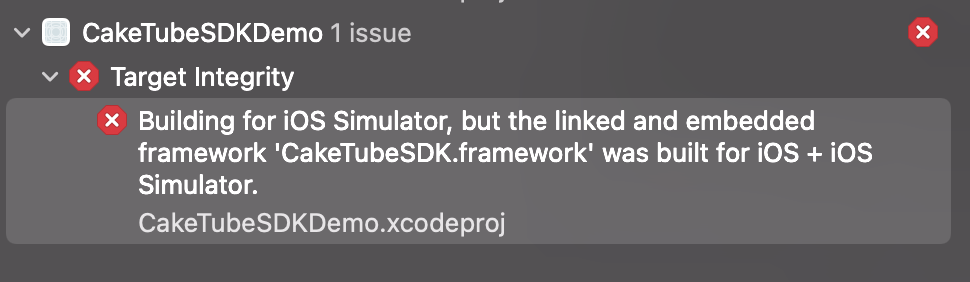 CakeTubeSDKDemo 1 issue
Target Integrity
Building for iOS Simulator, but the linked and embedded
framework 'CakeTubeSDK.framework' was built for iOS + iOS
Simulator.
CakeTubeSDKDemo.xcodeproj